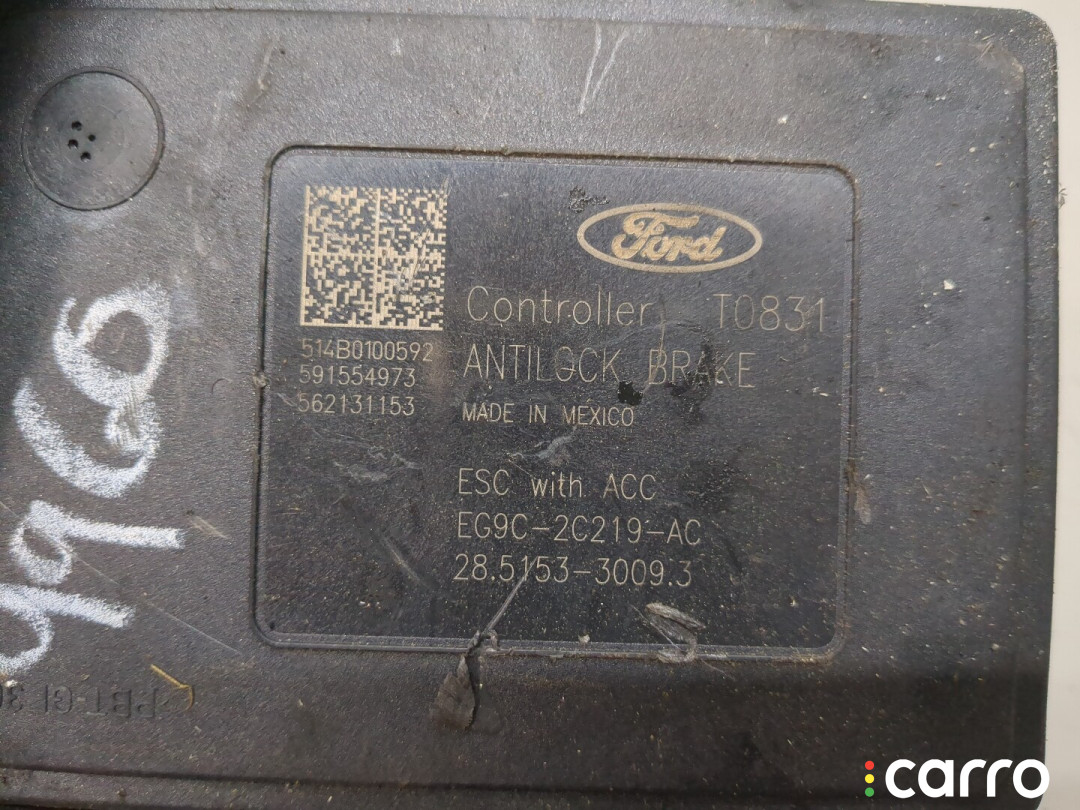 Ford
Controller T0831
514B0100592
ANTILOCK BRAKE
591554973
562131153
MADE IN MEXICO
ESC with ACC
EG9C-2C219-AC
28.5153-3009.3
carro